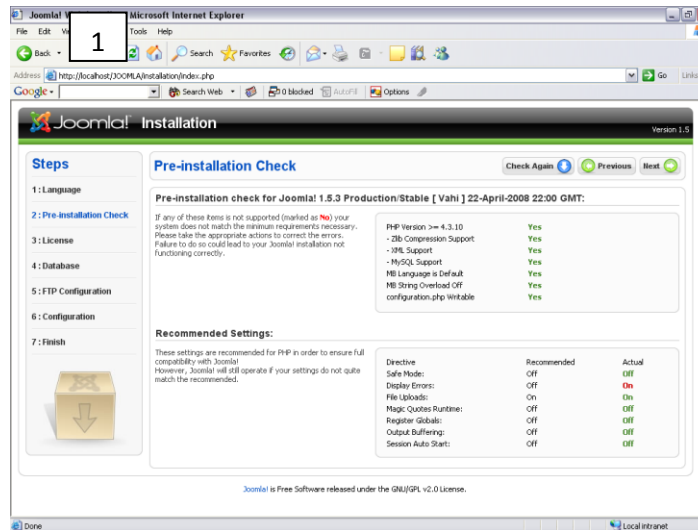 Joomla! W
Microsoft Internet Explorer
File Edit
Tools Help
1
Back
Search Favorites
Address http://localhost/JOOMLA/installation/index.php
Go Links
Google
Search Web 0 blocked AutoFill Options
Joomla! Installation
Version 1.5
Steps
1 : Language
2 : Pre-installation Check
3 : License
4 : Database
5 : FTP Configuration
6 : Configuration
7 : Finish
Pre-installation Check
Check Again Previous Next
Pre-installation check for Joomla! 1.5.3 Production/Stable [ Vahi ] 22-April-2008 22:00 GMT:
If any of these items is not supported (marked as No) your
system does not match the minimum requirements necessary.
Please take the appropriate actions to correct the errors.
Failure to do so could lead to your Joomla! installation not
functioning correctly.
PHP Version >= 4.3.10 Yes
- Zlib Compression Support Yes
- XML Support Yes
- MySQL Support Yes
MB Language is Default Yes
MB String Overload Off Yes
configuration.php Writable Yes
Recommended Settings:
These settings are recommended for PHP in order to ensure full
compatibility with Joomla!
However, Joomla! will still operate if your settings do not quite
match the recommended.
Directive Recommended Actual
Safe Mode: Off Off
Display Errors: Off On
File Uploads: On On
Magic Quotes Runtime: Off Off
Register Globals: Off Off
Output Buffering: Off Off
Session Auto Start: Off Off
Joomla! is Free Software released under the GNU/GPL v2.0 License.
Done
Local intranet